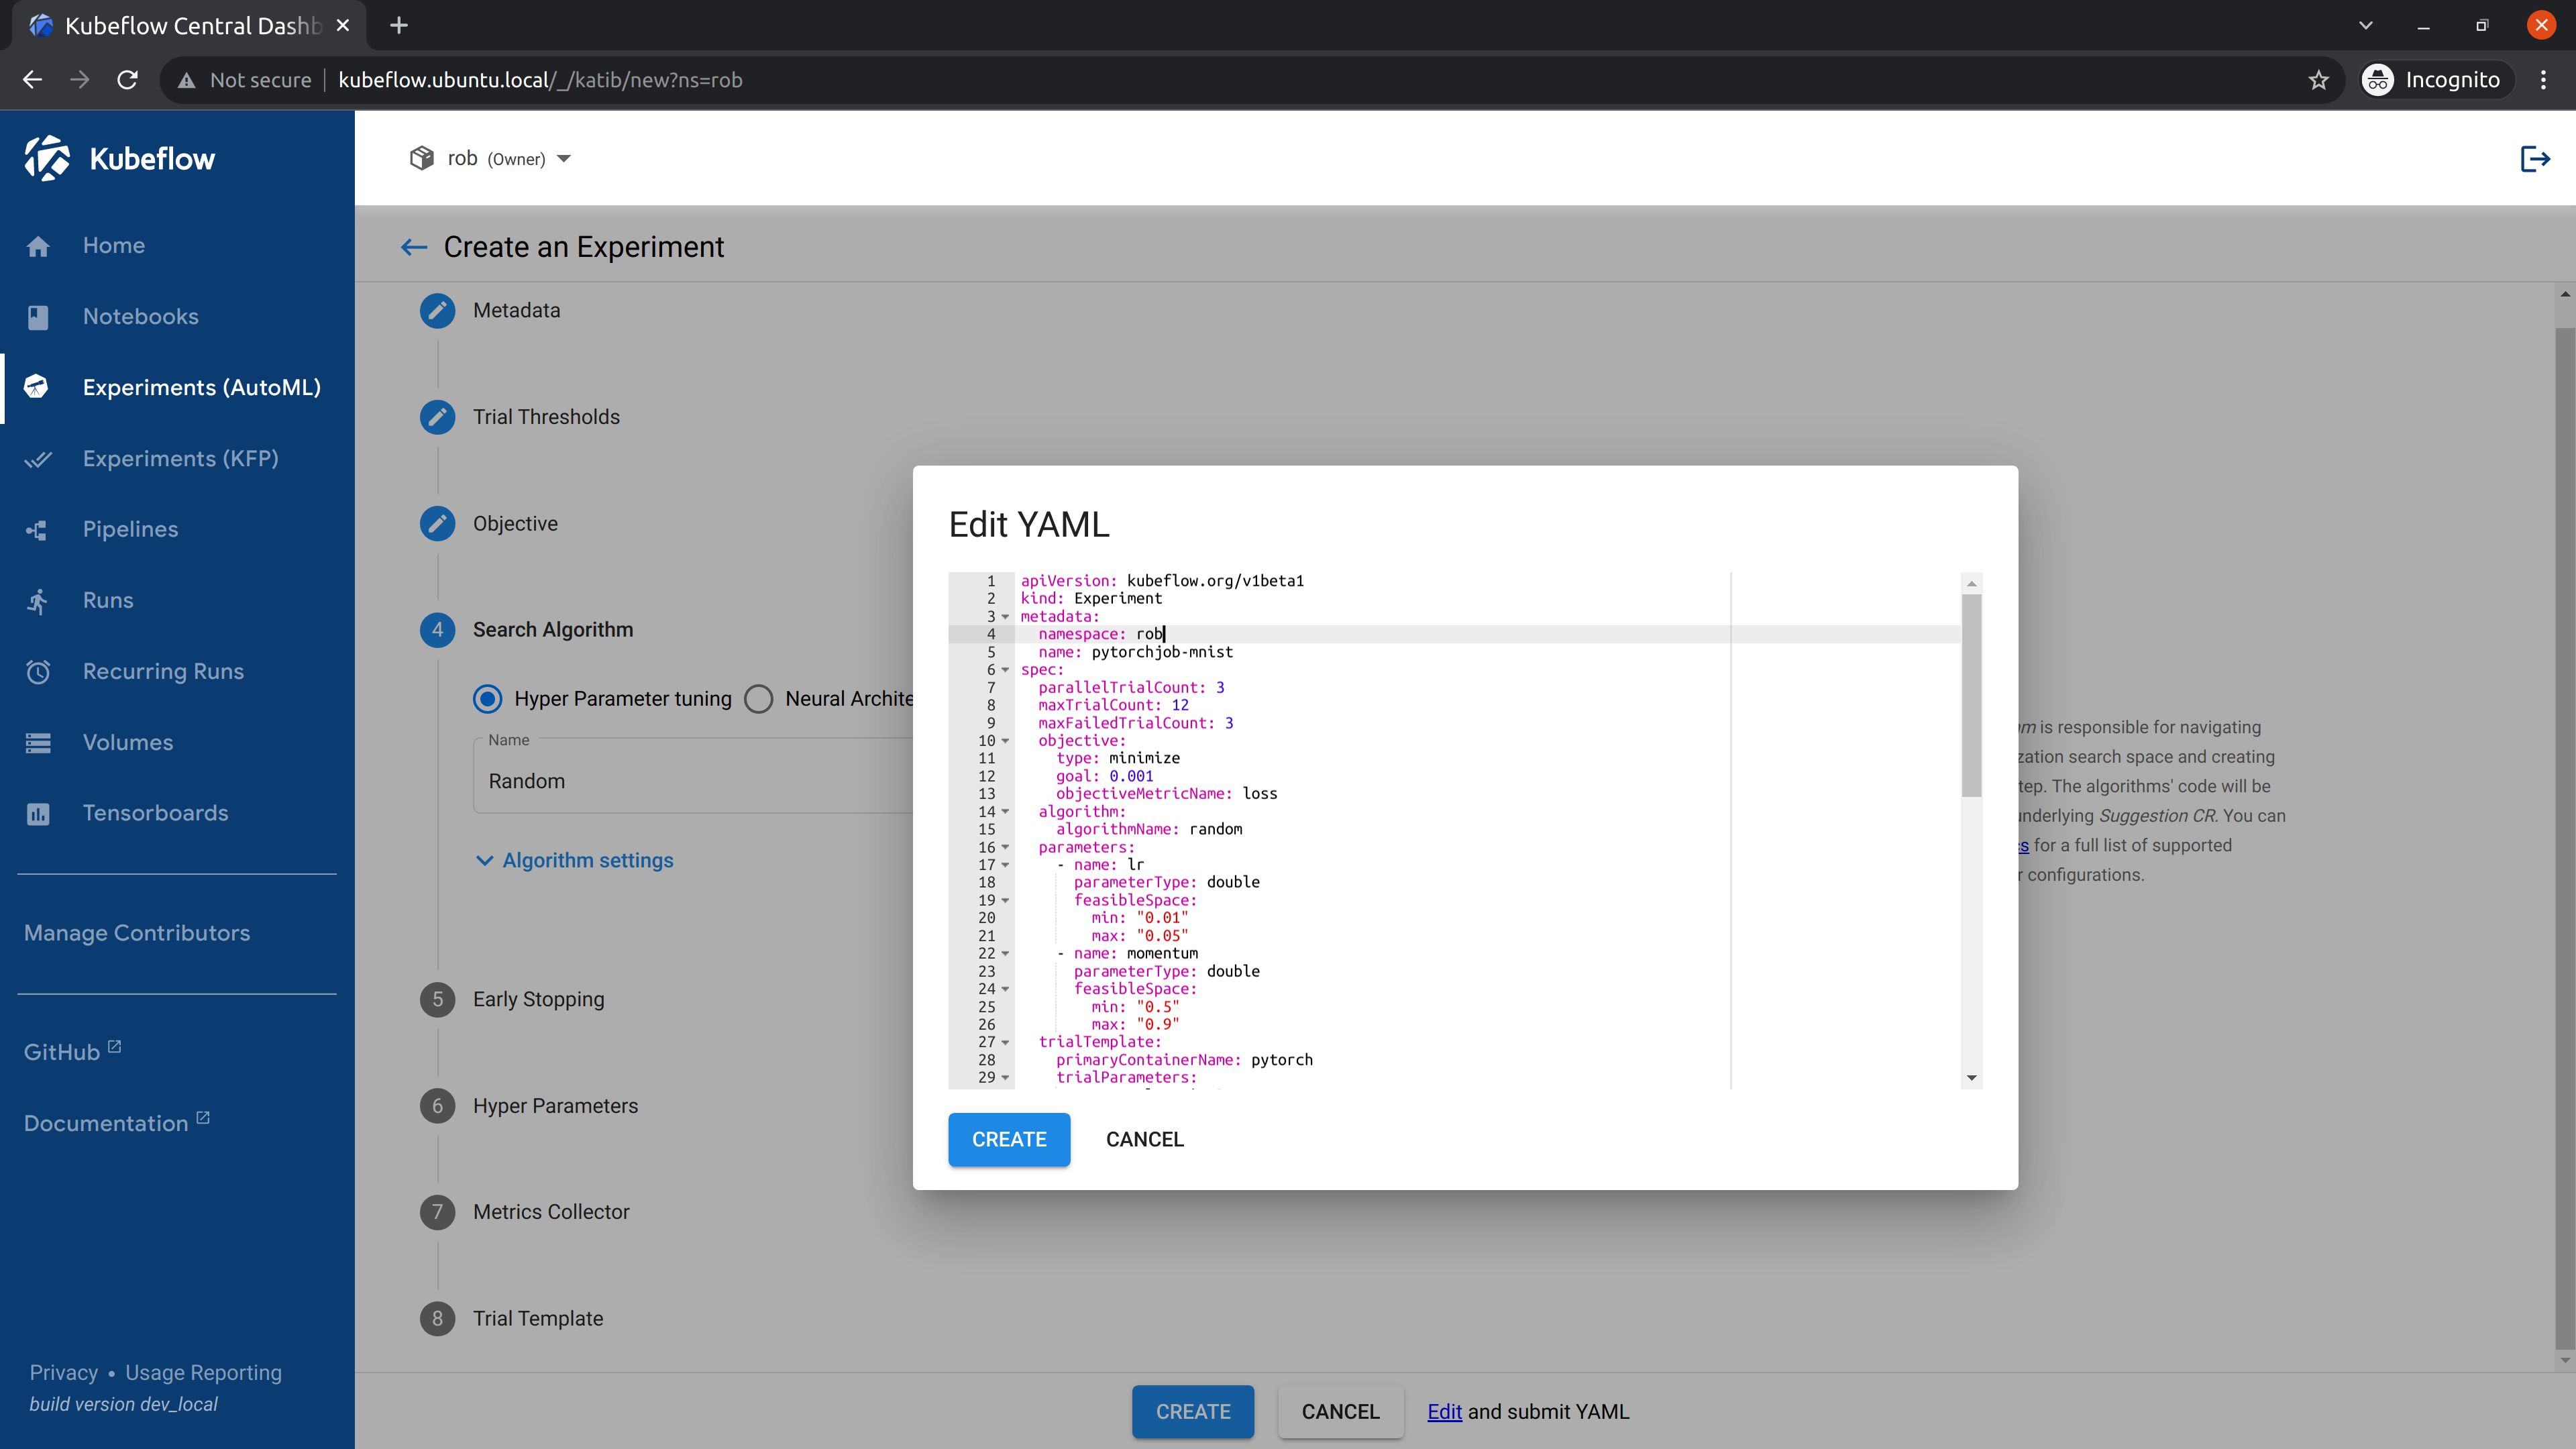 Kubeflow Central Dashb
Not secure
kubeflow.ubuntu.local/_/katib/new?ns=rob
Incognito
Kubeflow
rob (Owner)
Home
Notebooks
Experiments (AutoML)
Experiments (KFP)
Pipelines
Runs
Recurring Runs
Volumes
Tensorboards
Manage Contributors
GitHub
Documentation
Privacy • Usage Reporting
build version dev_local
Create an Experiment
Metadata
Trial Thresholds
Objective
4 Search Algorithm
Hyper Parameter tuning
Neural Archite
Name
Random
Algorithm settings
5 Early Stopping
6 Hyper Parameters
7 Metrics Collector
8 Trial Template
is responsible for navigating
zation search space and creating
tep. The algorithms' code will be
underlying Suggestion CR. You can
cs for a full list of supported
r configurations.
Edit YAML
1 apiVersion: kubeflow.org/v1beta1
2 kind: Experiment
3 metadata:
4 namespace: rob
5 name: pytorchjob-mnist
6 spec:
7 parallelTrialCount: 3
8 maxTrialCount: 12
9 maxFailedTrialCount: 3
10 objective:
11 type: minimize
12 goal: 0.001
13 objectiveMetricName: loss
14 algorithm:
15 algorithmName: random
16 parameters:
17 - name: lr
18 parameterType: double
19 feasibleSpace:
20 min: "0.01"
21 max: "0.05"
22 - name: momentum
23 parameterType: double
24 feasibleSpace:
25 min: "0.5"
26 max: "0.9"
27 trialTemplate:
28 primaryContainerName: pytorch
29 trialParameters:
CREATE
CANCEL
CREATE
CANCEL
Edit and submit YAML